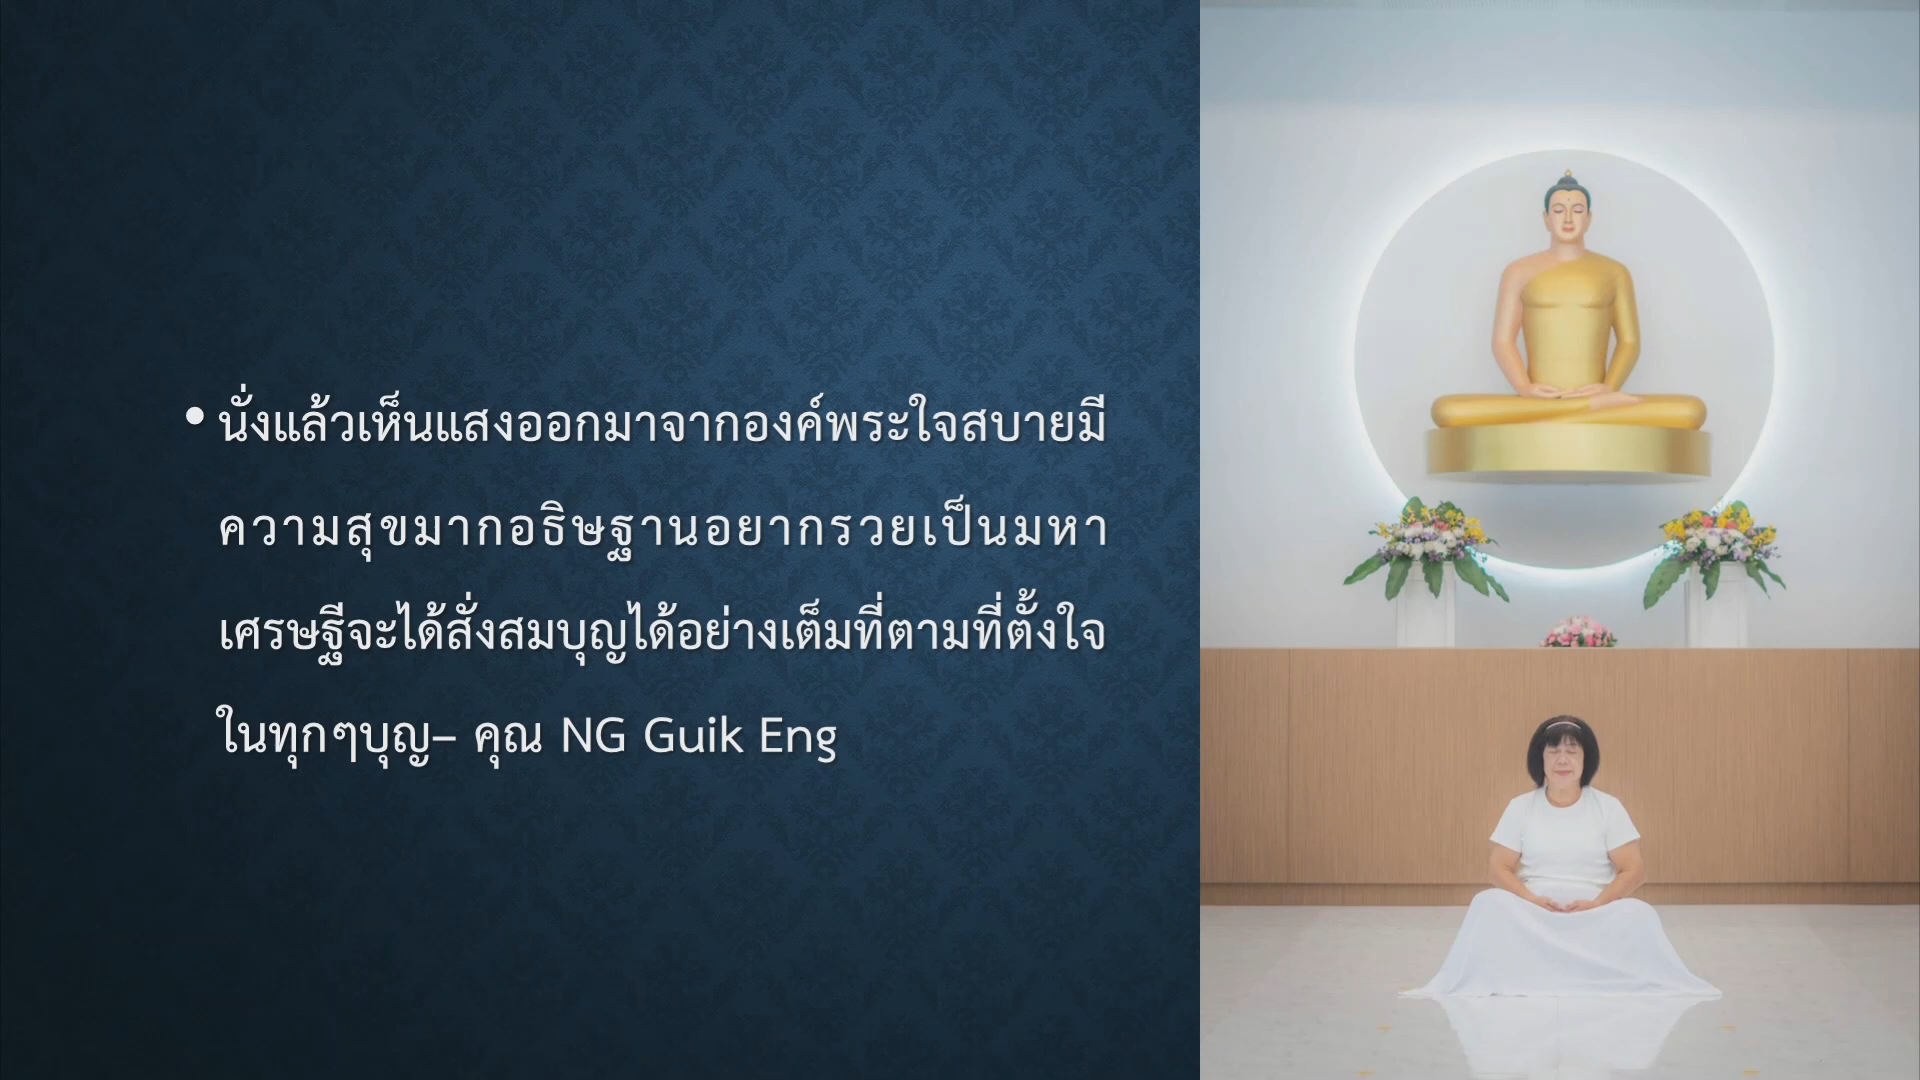 • นั่งแล้วเห็นแสงออกมาจากองค์พระใจสบายมี
ความสุขมากอธิษฐานอยากรวยเป็นมหา
เศรษฐีจะได้สั่งสมบุญได้อย่างเต็มที่ตามที่ตั้งใจ
ในทุกๆบุญ– คุณ NG Guik Eng